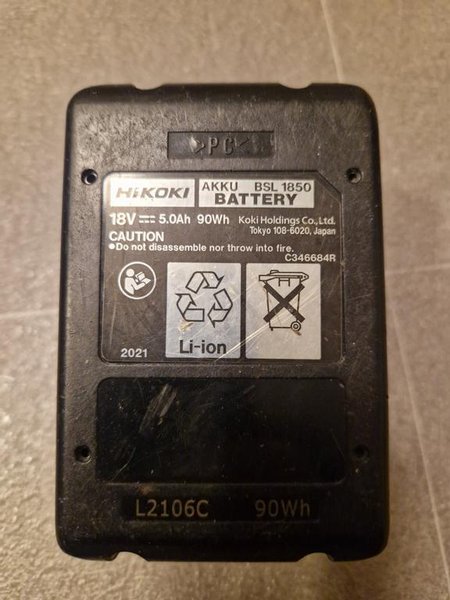 >PC<
HiKOKI AKKU BSL 1850
BATTERY
18V 5.0Ah 90Wh Koki Holdings Co., Ltd.
Tokyo 108-6020, Japan
CAUTION
●Do not disassemble nor throw into fire.
C346684R
Li-ion
2021
L2106C 90Wh